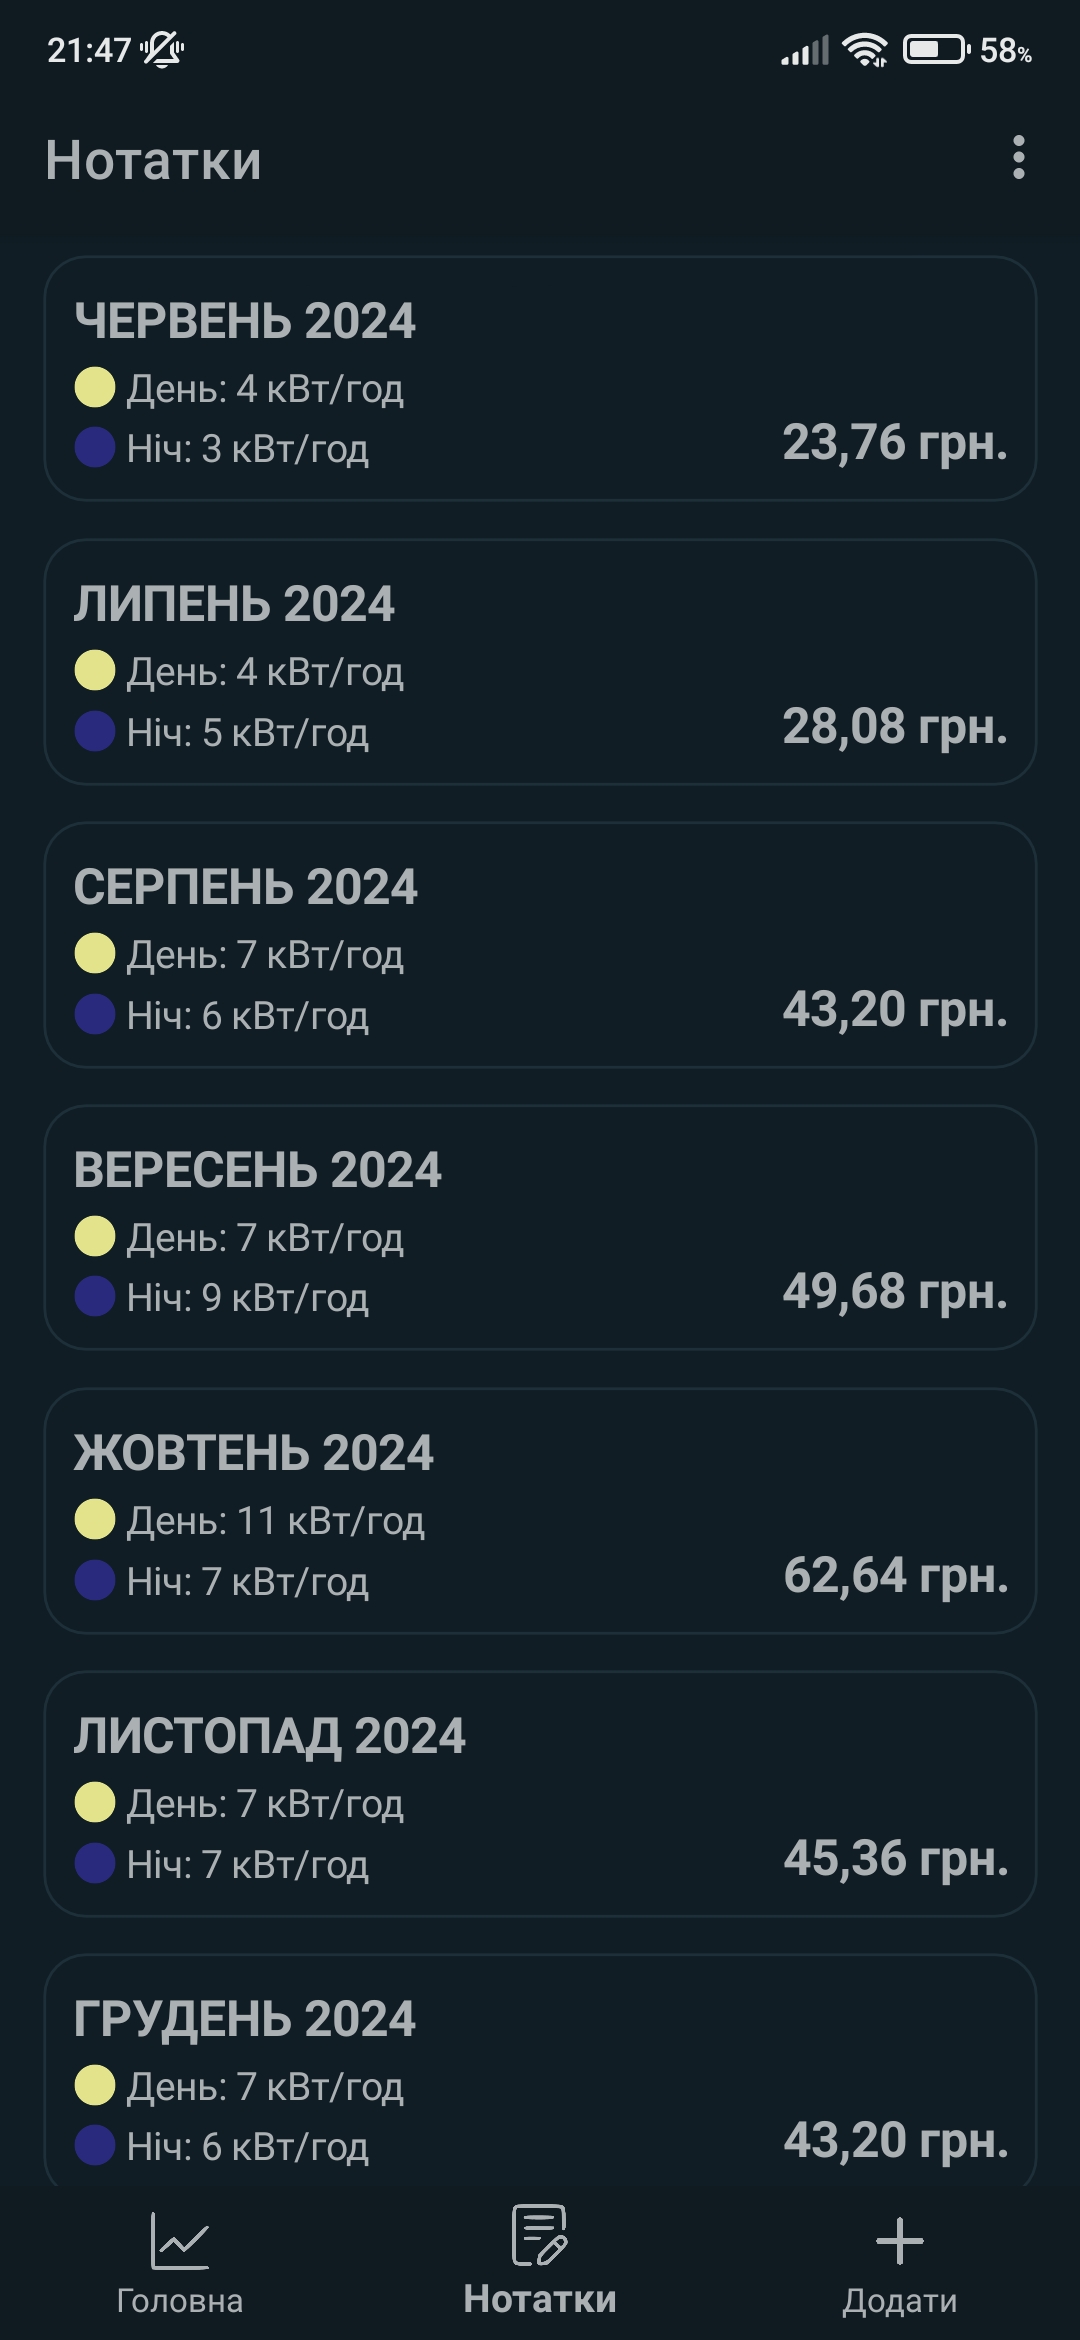 21:47
58%
Нотатки
ЧЕРВЕНЬ 2024
День: 4 кВт/год
Ніч: 3 кВт/год
23,76 грн.
ЛИПЕНЬ 2024
День: 4 кВт/год
Ніч: 5 кВт/год
28,08 грн.
СЕРПЕНЬ 2024
День: 7 кВт/год
Ніч: 6 кВт/год
43,20 грн.
ВЕРЕСЕНЬ 2024
День: 7 кВт/год
Ніч: 9 кВт/год
49,68 грн.
ЖОВТЕНЬ 2024
День: 11 кВт/год
Ніч: 7 кВт/год
62,64 грн.
ЛИСТОПАД 2024
День: 7 кВт/год
Ніч: 7 кВт/год
45,36 грн.
ГРУДЕНЬ 2024
День: 7 кВт/год
Ніч: 6 кВт/год
43,20 грн.
Головна
Нотатки
Додати